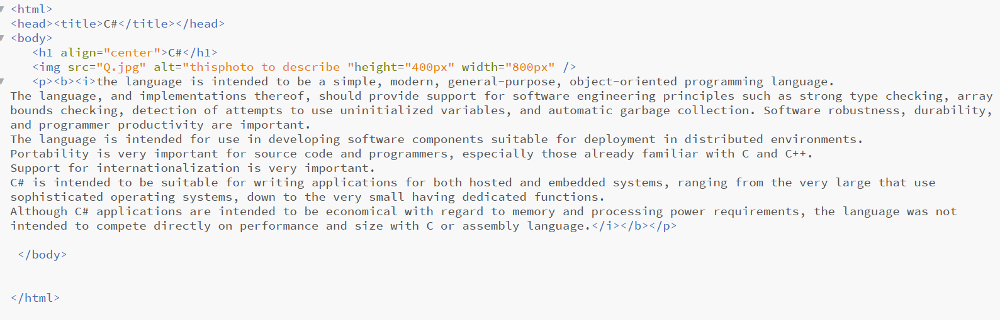 <html>
<head><title>C#</title></head>
<body>
<h1 align="center">C#</h1>
<img src="Q.jpg" alt="thisphoto to describe "height="400px" width="800px" />
<p><b><i>the language is intended to be a simple, modern, general-purpose, object-oriented programming language.
The language, and implementations thereof, should provide support for software engineering principles such as strong type checking, array
bounds checking, detection of attempts to use uninitialized variables, and automatic garbage collection. Software robustness, durability,
and programmer productivity are important.
The language is intended for use in developing software components suitable for deployment in distributed environments.
Portability is very important for source code and programmers, especially those already familiar with C and C++.
Support for internationalization is very important.
C# is intended to be suitable for writing applications for both hosted and embedded systems, ranging from the very large that use
sophisticated operating systems, down to the very small having dedicated functions.
Although C# applications are intended to be economical with regard to memory and processing power requirements, the language was not
intended to compete directly on performance and size with C or assembly language.</i></b></p>
</body>
</html>